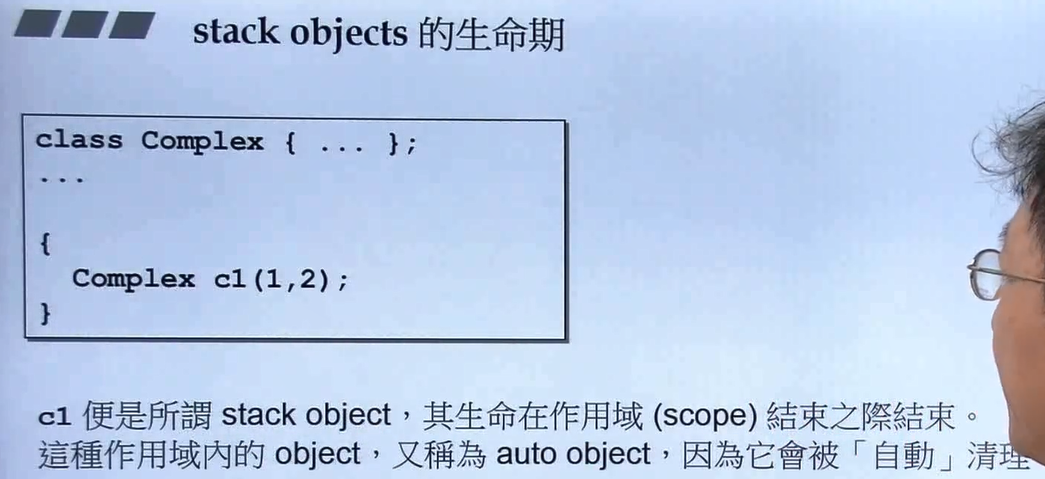 stack objects 的生命期
class Complex { ... };
...
{
Complex c1(1,2);
}
c1 便是所謂 stack object，其生命在作用域 (scope) 結束之際結束。
這種作用域內的 object，又稱為 auto object，因為它會被「自動」清理